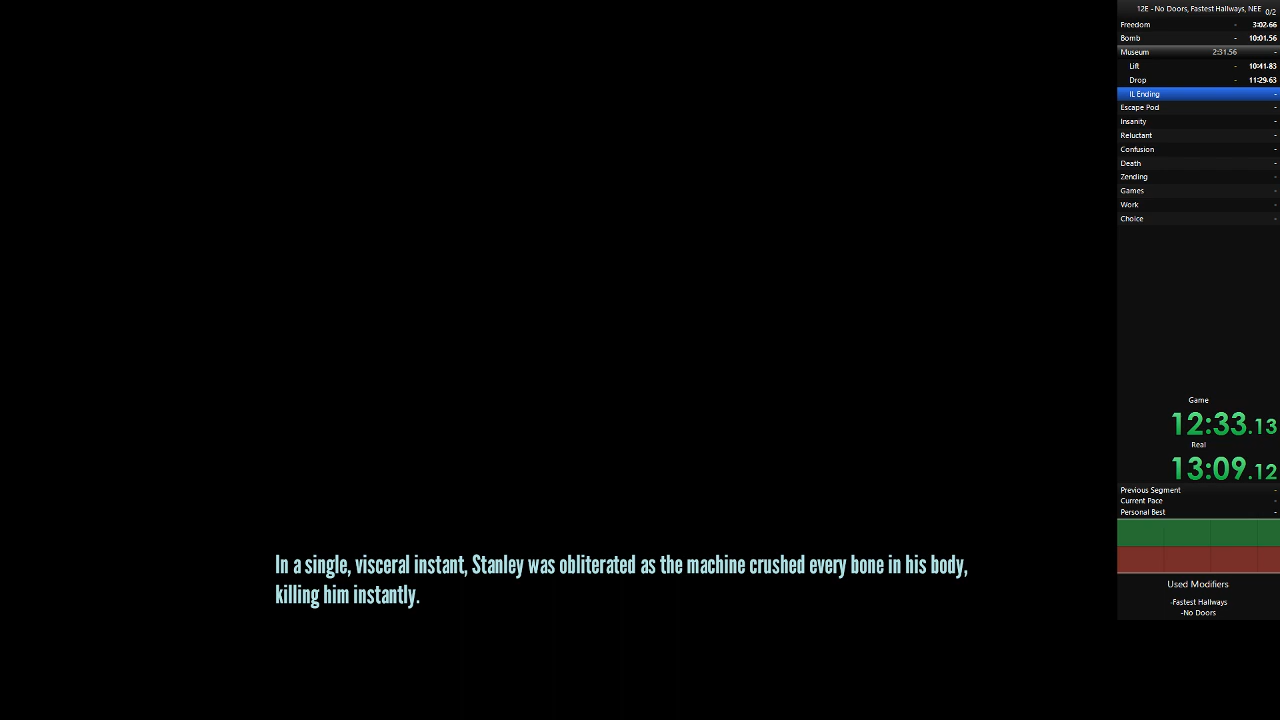 12E - No Doors, Fastest Hallways, NEE 0/2
Freedom - 3:02.66
Bomb - 10:01.56
Museum 2:31.56 -
Lift - 10:41.83
Drop - 11:29.63
IL Ending -
Escape Pod -
Insanity -
Reluctant -
Confusion -
Death -
Zending -
Games -
Work -
Choice -
Game
12:33.13
Real
13:09.12
Previous Segment -
Current Pace -
Personal Best -
In a single, visceral instant, Stanley was obliterated as the machine crushed every bone in his body,
killing him instantly.
Used Modifiers
-Fastest Hallways
-No Doors